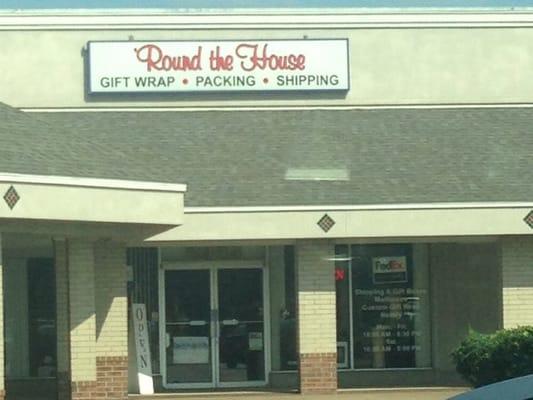 'Round the House
GIFT WRAP • PACKING • SHIPPING
FedEx
OPEN
Shipping & Gift Boxes
Custom Gift Wrap
Mon. - Fri.
Sat.